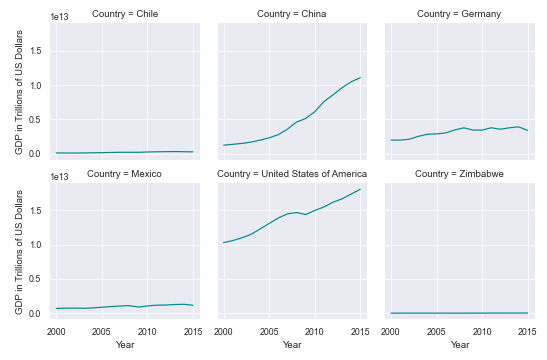 Country = Chile
Country = China
Country = Germany
1e13
GDP in Trillions of US Dollars
1.5
1.0
0.5
0.0
Country = Mexico
Country = United States of America
Country = Zimbabwe
1e13
GDP in Trillions of US Dollars
1.5
1.0
0.5
0.0
2000 2005 2010 2015
2000 2005 2010 2015
2000 2005 2010 2015
Year
Year
Year